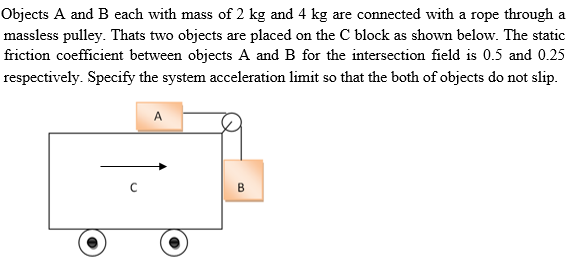 Objects A and B each with mass of 2 kg and 4 kg are connected with a rope through a
massless pulley. Thats two objects are placed on the C block as shown below. The static
friction coefficient between objects A and B for the intersection field is 0.5 and 0.25
respectively. Specify the system acceleration limit so that the both of objects do not slip.
A
C
B